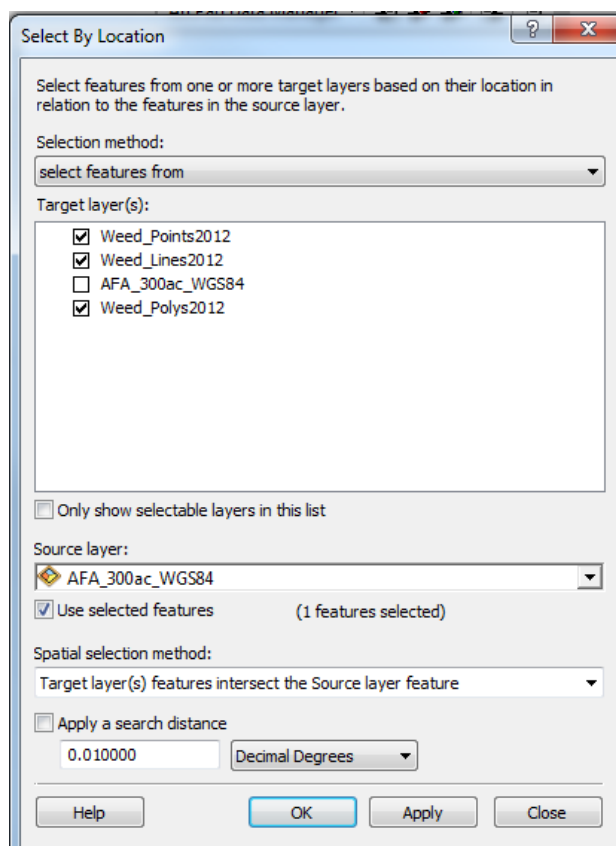 Select By Location
Select features from one or more target layers based on their location in
relation to the features in the source layer.
Selection method:
select features from
Target layer(s):
Weed_Points2012
Weed_Lines2012
AFA_300ac_WGS84
Weed_Polys2012
Only show selectable layers in this list
Source layer:
AFA_300ac_WGS84
Use selected features (1 features selected)
Spatial selection method:
Target layer(s) features intersect the Source layer feature
Apply a search distance
0.010000 Decimal Degrees
Help OK Apply Close